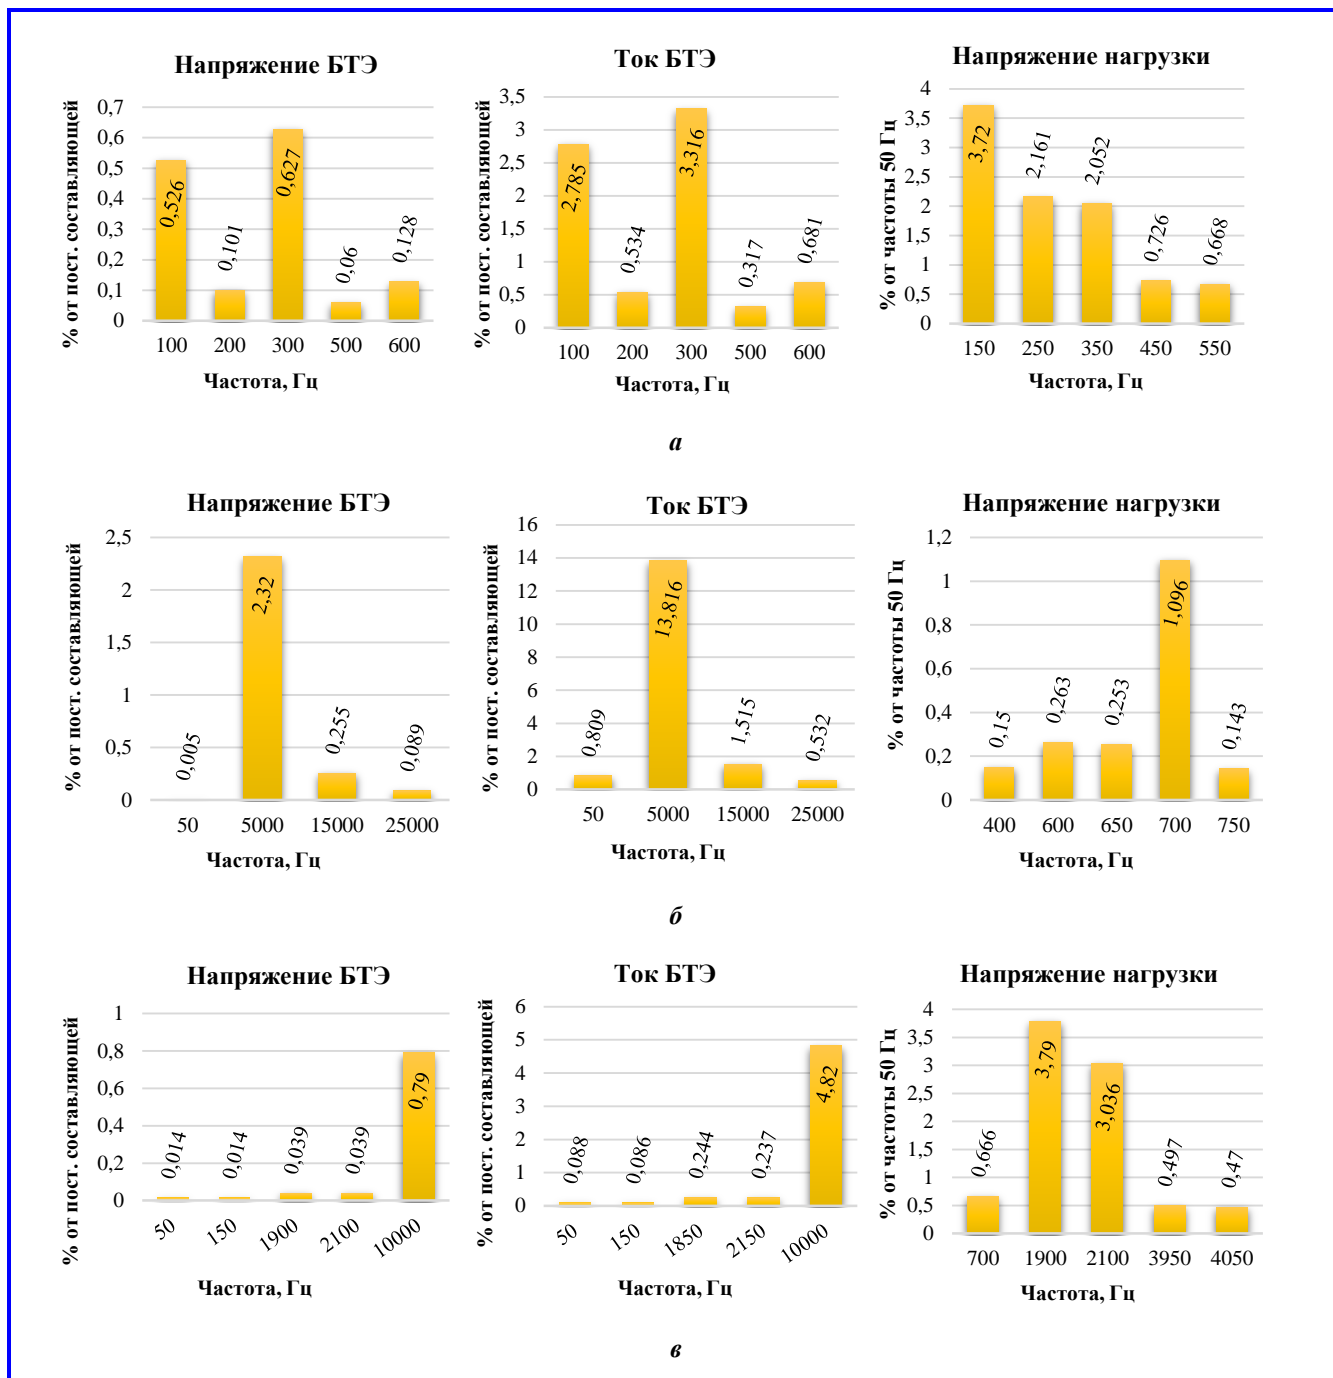 Напряжение БТЭ
% от пост. составляющей
0,7
0,6
0,5
0,4
0,3
0,2
0,1
0
0,526
0,101
0,627
0,06
0,128
100 200 300 500 600
Частота, Гц
Ток БТЭ
% от пост. составляющей
3,5
3
2,5
2
1,5
1
0,5
0
2,785
0,534
3,316
0,317
0,681
100 200 300 500 600
Частота, Гц
Напряжение нагрузки
% от частоты 50 Гц
4
3,5
3
2,5
2
1,5
1
0,5
0
3,72
2,161
2,052
0,726
0,668
150 250 350 450 550
Частота, Гц
а
Напряжение БТЭ
% от пост. составляющей
2,5
2
1,5
1
0,5
0
0,005
2,32
0,255
0,089
50 5000 15000 25000
Частота, Гц
Ток БТЭ
% от пост. составляющей
16
14
12
10
8
6
4
2
0
0,809
13,816
1,515
0,532
50 5000 15000 25000
Частота, Гц
Напряжение нагрузки
% от частоты 50 Гц
1,2
1
0,8
0,6
0,4
0,2
0
0,15
0,263
0,253
1,096
0,143
400 600 650 700 750
Частота, Гц
б
Напряжение БТЭ
% от пост. составляющей
1
0,8
0,6
0,4
0,2
0
0,014
0,014
0,039
0,039
0,79
50 150 1900 2100 10000
Частота, Гц
Ток БТЭ
% от пост. составляющей
6
5
4
3
2
1
0
0,088
0,086
0,244
0,237
4,82
50 150 1850 2150 10000
Частота, Гц
Напряжение нагрузки
% от частоты 50 Гц
4
3,5
3
2,5
2
1,5
1
0,5
0
0,666
3,79
3,036
0,497
0,47
700 1900 2100 3950 4050
Частота, Гц
в